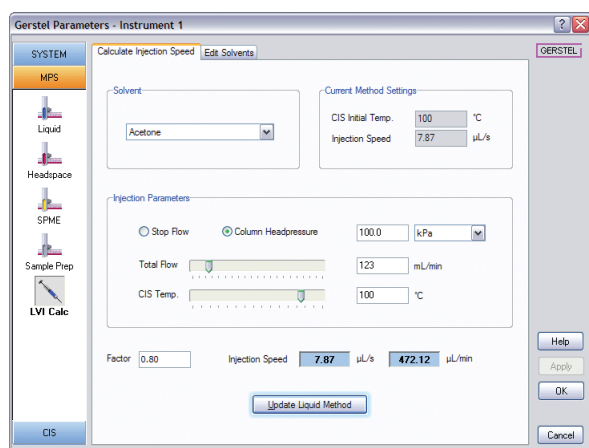 Gerstel Parameters - Instrument 1
SYSTEM
MPS
Liquid
Headspace
SPME
Sample Prep
LVI Calc
CIS
Calculate Injection Speed Edit Solvents
Solvent
Acetone
Current Method Settings
CIS Initial Temp. 100 °C
Injection Speed 7.87 µL/s
Injection Parameters
Stop Flow Column Headpressure 100.0 kPa
Total Flow 123 mL/min
CIS Temp. 100 °C
Factor 0.80 Injection Speed 7.87 µL/s 472.12 µL/min
Update Liquid Method
GERSTEL
Help
Apply
OK
Cancel